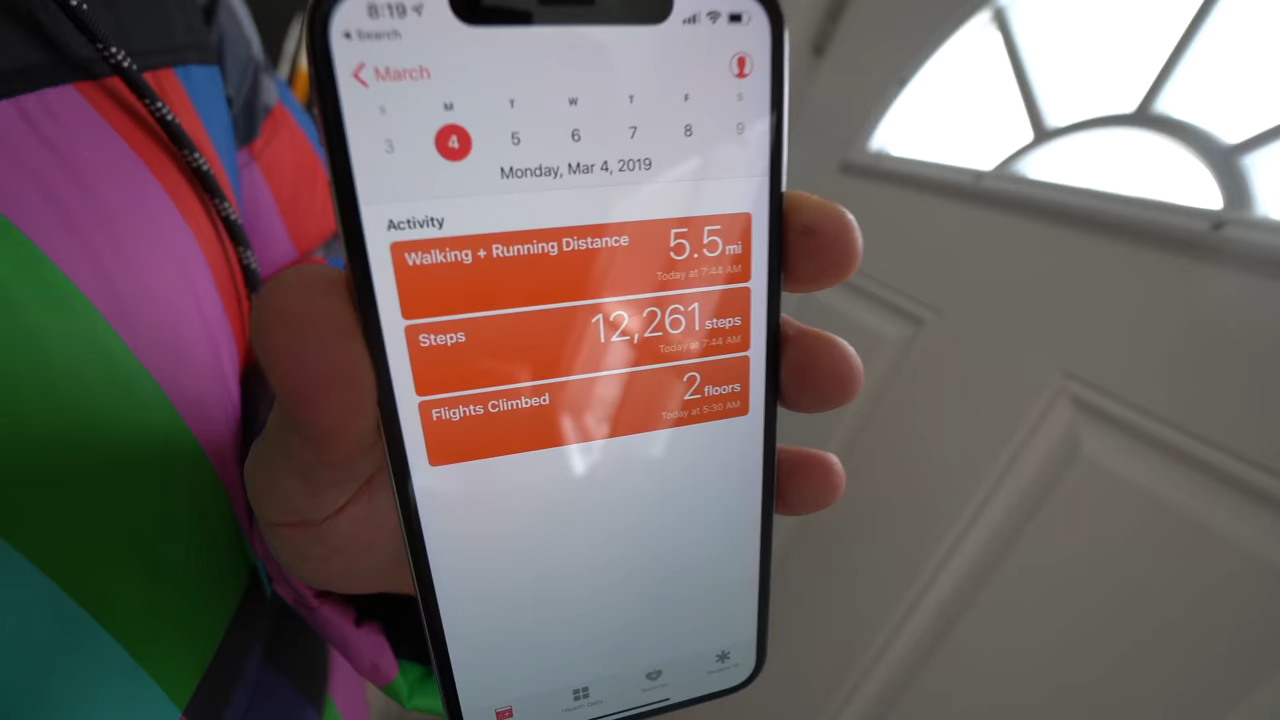 8:19
Search
March
S M T W T F S
3 4 5 6 7 8 9
Monday, Mar 4, 2019
Activity
Walking + Running Distance
5.5 mi
Today at 7:44 AM
Steps
12,261 steps
Today at 7:44 AM
Flights Climbed
2 floors
Today at 5:30 AM
Health Data